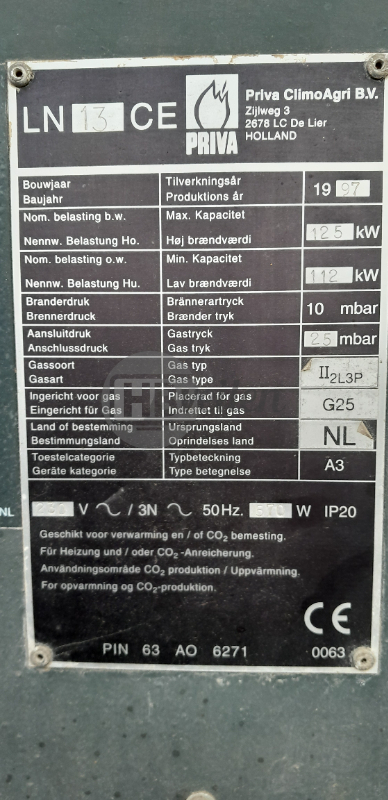 LN 13 CE
PRIVA
Priva ClimoAgri B.V.
Zijlweg 3
2678 LC De Lier
HOLLAND
Bouwjaar Tilverkningsår 19 97
Baujahr Produktions år
Nom. belasting b.w. Max. Kapacitet 125 kW
Nennw. Belastung Ho. Høj brændværdi
Nom. belasting o.w. Min. Kapacitet 112 kW
Nennw. Belastung Hu. Lav brændværdi
Branderdruk Brännerartryck 10 mbar
Brennerdruck Brænder tryk
Aansluitdruk Gastryck 25 mbar
Anschlussdruck Gas tryk
Gassoort Gas typ II2L3P
Gasart Gas type
Ingericht voor gas Placerad för gas G25
Eingericht für Gas Indrettet til gas
Land of bestemming Ursprungsland NL
Bestimmungsland Oprindelses land
Toestelcategorie Typbeteckning A3
Geräte kategorie Type betegnelse
NL
230 V ~ / 3N ~ 50Hz. W IP20
Geschikt voor verwarming en / of CO2 bemesting.
Für Heizung und / oder CO2 -Anreicherung.
Användningsområde CO2 produktion / Uppvärmning.
For opvarmning og CO2-produktion.
CE
PIN 63 AO 6271 0063